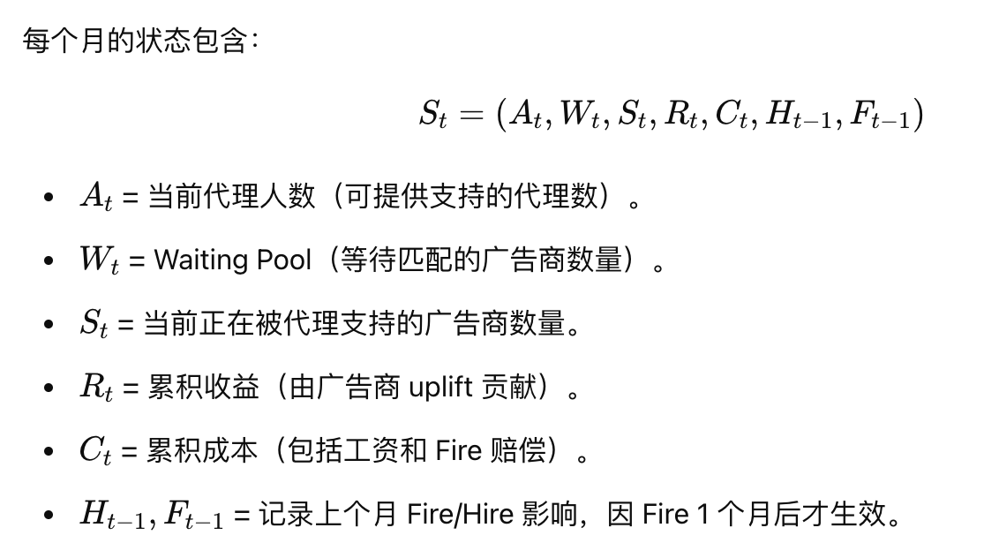 每个月的状态包含：
S_t = (A_t, W_t, S_t, R_t, C_t, H_{t−1}, F_{t−1})
• A_t = 当前代理人数（可提供支持的代理数）。
• W_t = Waiting Pool（等待匹配的广告商数量）。
• S_t = 当前正在被代理支持的广告商数量。
• R_t = 累积收益（由广告商 uplift 贡献）。
• C_t = 累积成本（包括工资和 Fire 赔偿）。
• H_{t−1}, F_{t−1} = 记录上个月 Fire/Hire 影响，因 Fire 1 个月后才生效。